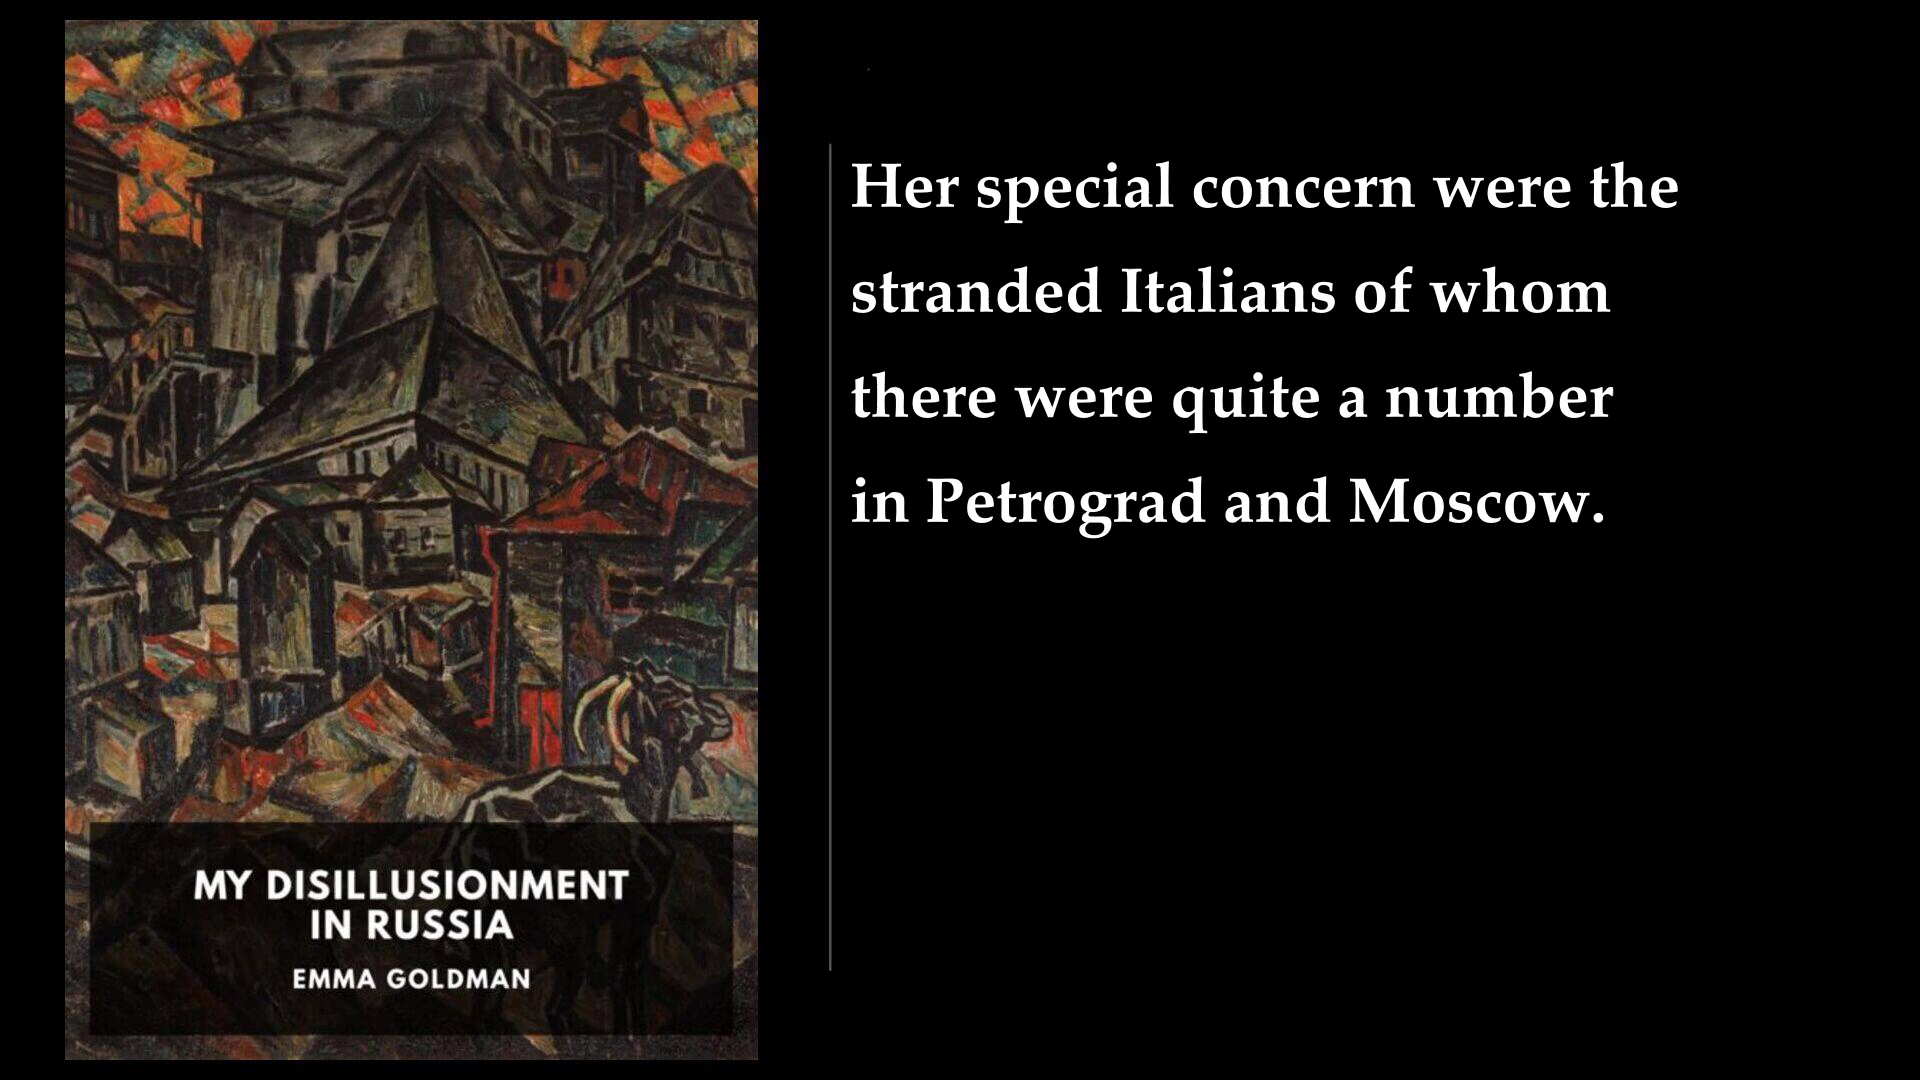 Her special concern were the
stranded Italians of whom
there were quite a number
in Petrograd and Moscow.
MY DISILLUSIONMENT
IN RUSSIA
EMMA GOLDMAN